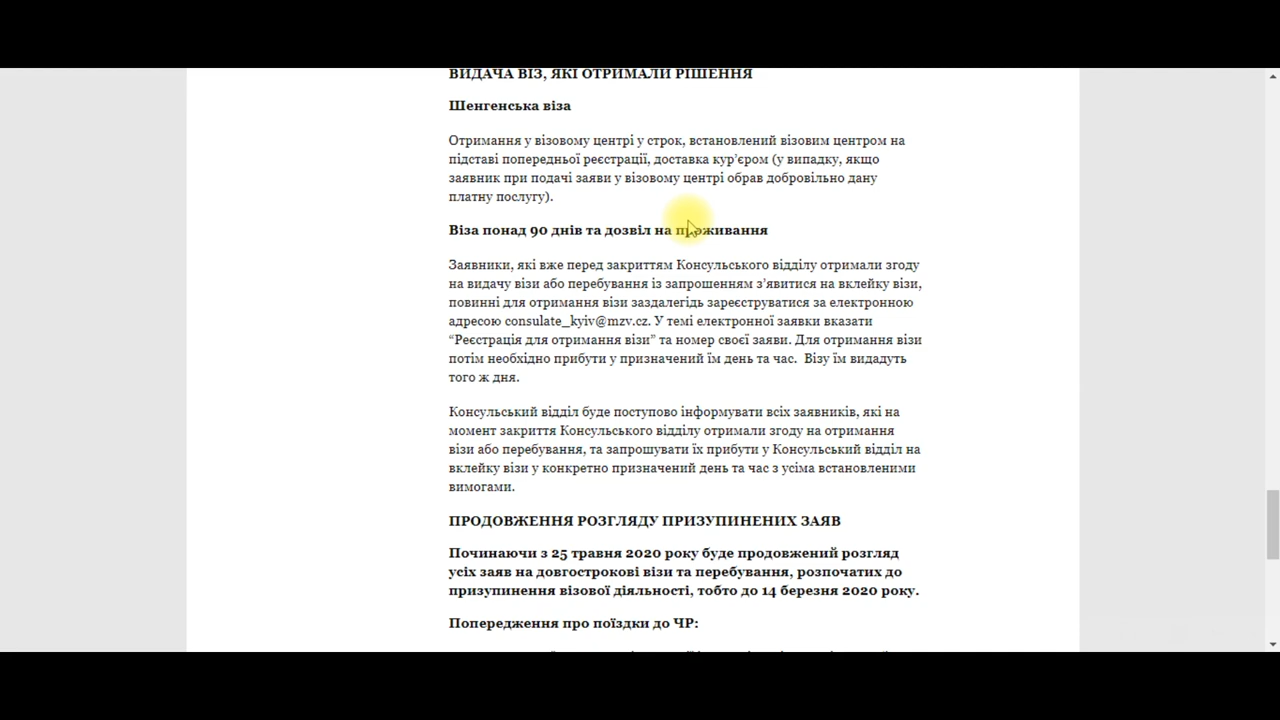 ВИДАЧА ВІЗ, ЯКІ ОТРИМАЛИ РІШЕННЯ
Шенгенська віза
Отримання у візовому центрі у строк, встановлений візовим центром на
підставі попередньої реєстрації, доставка кур’єром (у випадку, якщо
заявник при подачі заяви у візовому центрі обрав добровільно дану
платну послугу).
Віза понад 90 днів та дозвіл на проживання
Заявники, які вже перед закриттям Консульського відділу отримали згоду
на видачу візи або перебування із запрошенням з’явитися на вклейку візи,
повинні для отримання візи заздалегідь зареєструватися за електронною
адресою consulate_kyiv@mzv.cz. У темі електронної заявки вказати
“Реєстрація для отримання візи” та номер своєї заяви. Для отримання візи
потім необхідно прибути у призначений їм день та час. Візу їм видадуть
того ж дня.
Консульський відділ буде поступово інформувати всіх заявників, які на
момент закриття Консульського відділу отримали згоду на отримання
візи або перебування, та запрошувати їх прибути у Консульський відділ на
вклейку візи у конкретно призначений день та час з усіма встановленими
вимогами.
ПРОДОВЖЕННЯ РОЗГЛЯДУ ПРИЗУПИНЕНИХ ЗАЯВ
Починаючи з 25 травня 2020 року буде продовжений розгляд
усіх заяв на довгострокові візи та перебування, розпочатих до
призупинення візової діяльності, тобто до 14 березня 2020 року.
Попередження про поїздки до ЧР: